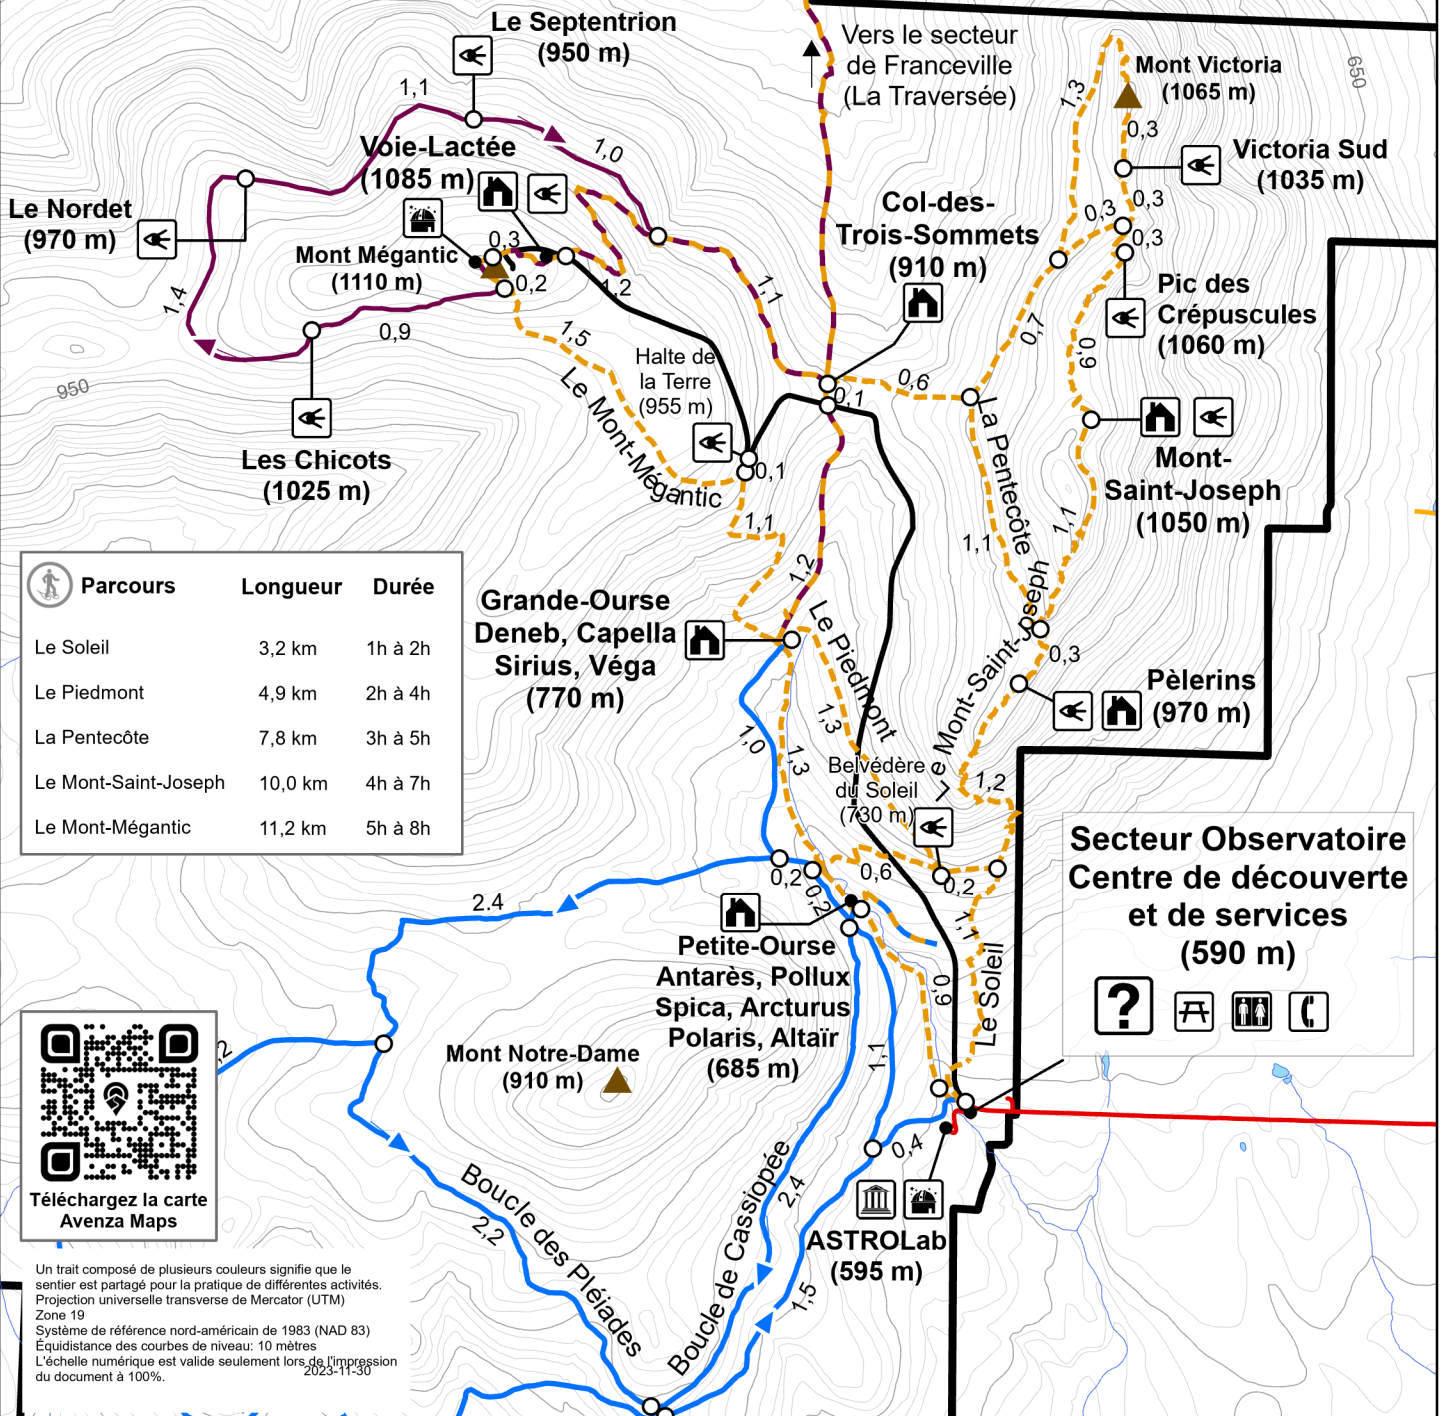 Le Septentrion
(950 m)
Vers le secteur
de Franceville
(La Traversée)
650
Mont Victoria
(1065 m)
1,1
1,3
0,3
Voie-Lactée
(1085 m)
1,0
Victoria Sud
(1035 m)
Le Nordet
(970 m)
Col-des-
Trois-Sommets
(910 m)
0,3
0,3
0,3
Mont Mégantic
(1110 m)
0,3
0,2
1,2
1,1
Pic des
Crépuscules
(1060 m)
1,4
0,9
1,5
0,7
0,9
Halte de
la Terre
(955 m)
0,6
0,1
950
Le Mont-Mégantic
La Pentecôte
Les Chicots
(1025 m)
0,1
Mont-
Saint-Joseph
(1050 m)
1,1
1,1
1,1
Parcours Longueur Durée
Le Soleil 3,2 km 1h à 2h
Le Piedmont 4,9 km 2h à 4h
La Pentecôte 7,8 km 3h à 5h
Le Mont-Saint-Joseph 10,0 km 4h à 7h
Le Mont-Mégantic 11,2 km 5h à 8h
1,2
Grande-Ourse
Deneb, Capella
Sirius, Véga
(770 m)
Le Piedmont
Le Mont-Saint-Joseph
0,3
Pèlerins
(970 m)
1,0
1,3
1,3
Belvédère
du Soleil
(730 m)
1,2
Secteur Observatoire
Centre de découverte
et de services
(590 m)
?
0,2
0,2
0,6
0,2
2.4
1,1
Petite-Ourse
Antarès, Pollux
Spica, Arcturus
Polaris, Altaïr
(685 m)
0,9
Le Soleil
Mont Notre-Dame
(910 m)
1,1
0,4
Boucle des Pléiades
2,2
Boucle de Cassiopée
2,4
ASTROLab
(595 m)
1,5
Téléchargez la carte
Avenza Maps
Un trait composé de plusieurs couleurs signifie que le
sentier est partagé pour la pratique de différentes activités.
Projection universelle transverse de Mercator (UTM)
Zone 19
Système de référence nord-américain de 1983 (NAD 83)
Équidistance des courbes de niveau: 10 mètres
L'échelle numérique est valide seulement lors de l'impression
du document à 100%.
2023-11-30